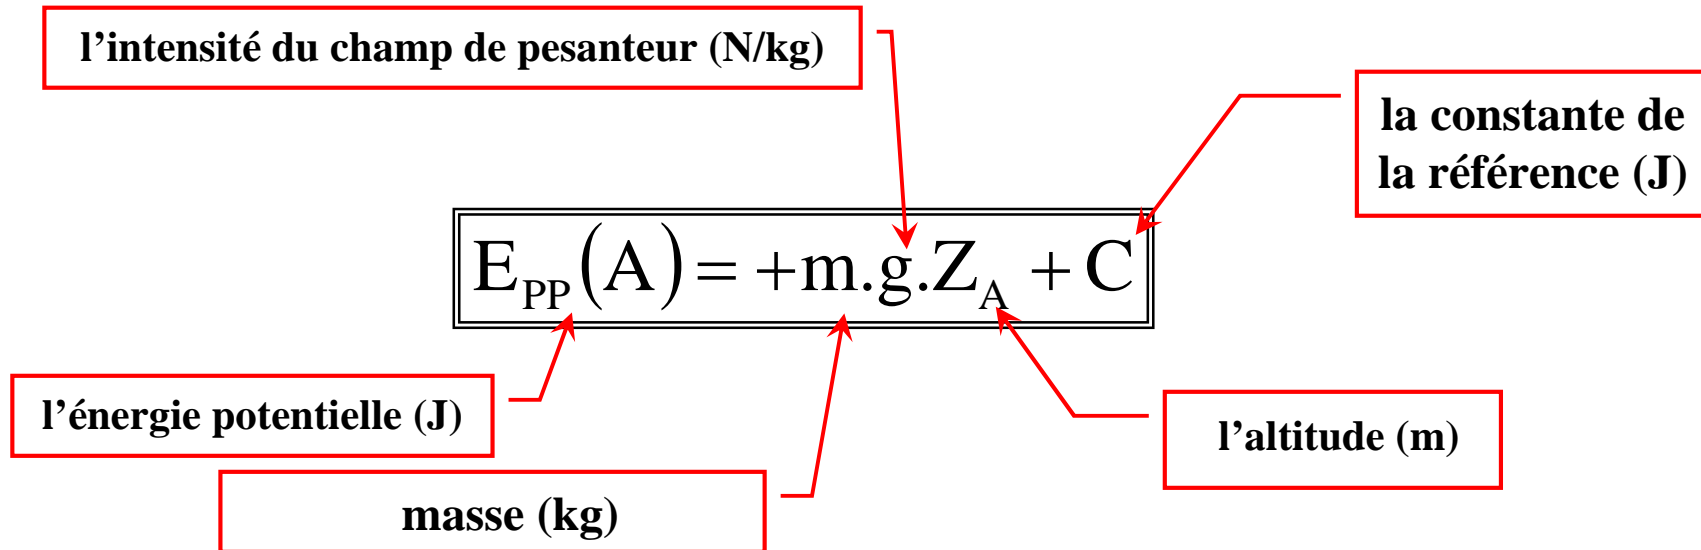 l’intensité du champ de pesanteur (N/kg)
la constante de
la référence (J)
E_PP(A) = +m.g.Z_A + C
l’énergie potentielle (J)
l’altitude (m)
masse (kg)